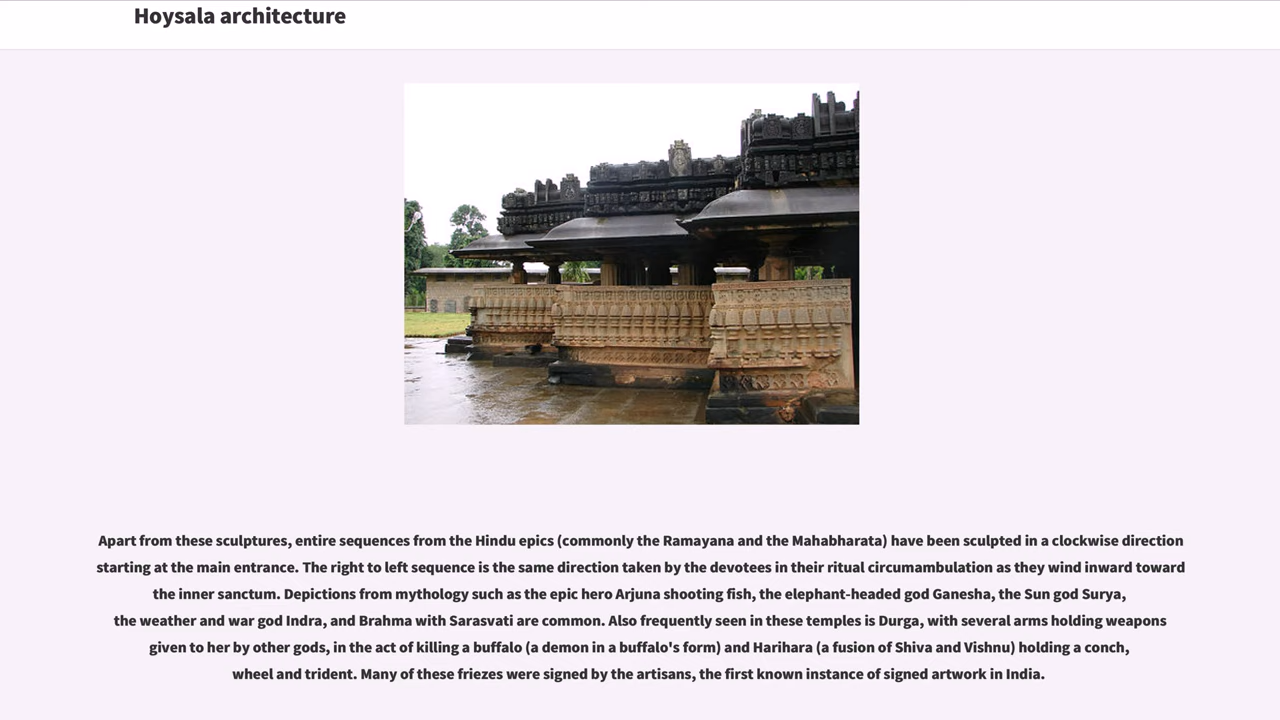 Hoysala architecture
Apart from these sculptures, entire sequences from the Hindu epics (commonly the Ramayana and the Mahabharata) have been sculpted in a clockwise direction
starting at the main entrance. The right to left sequence is the same direction taken by the devotees in their ritual circumambulation as they wind inward toward
the inner sanctum. Depictions from mythology such as the epic hero Arjuna shooting fish, the elephant-headed god Ganesha, the Sun god Surya,
the weather and war god Indra, and Brahma with Sarasvati are common. Also frequently seen in these temples is Durga, with several arms holding weapons
given to her by other gods, in the act of killing a buffalo (a demon in a buffalo's form) and Harihara (a fusion of Shiva and Vishnu) holding a conch,
wheel and trident. Many of these friezes were signed by the artisans, the first known instance of signed artwork in India.